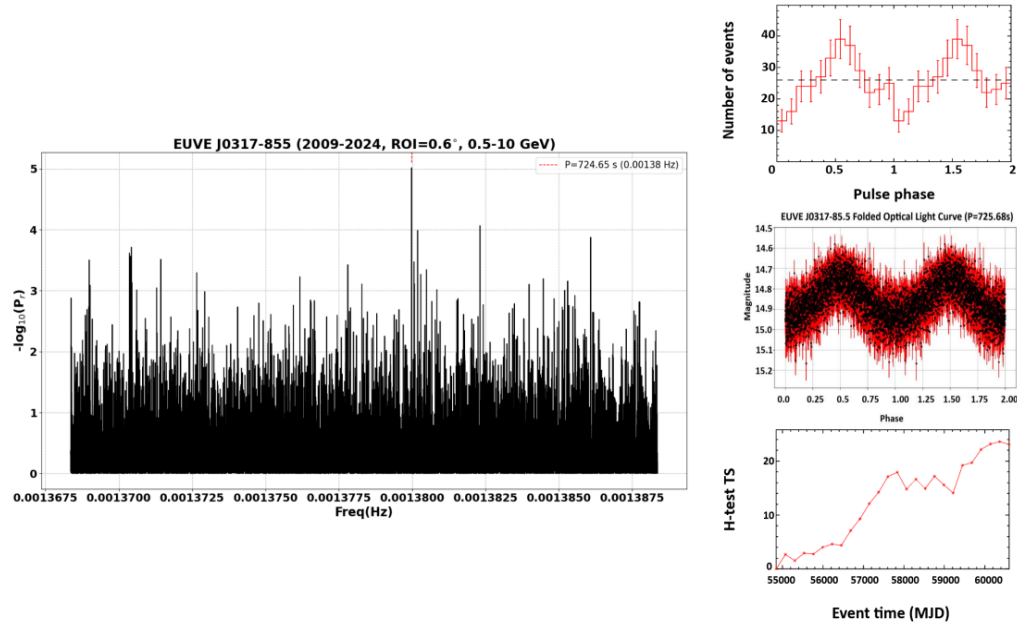 EUVE J0317-855 (2009-2024, ROI=0.6°, 0.5-10 GeV)
P=724.65 s (0.00138 Hz)
5
4
3
2
1
0
-log₁₀(Pᵣ)
0.0013675 0.0013700 0.0013725 0.0013750 0.0013775 0.0013800 0.0013825 0.0013850 0.0013875
Freq(Hz)
Number of events
40
30
20
10
0 0.5 1 1.5 2
Pulse phase
EUVE J0317-85.5 Folded Optical Light Curve (P=725.68s)
Magnitude
14.5
14.6
14.7
14.8
14.9
15.0
15.1
15.2
0.0 0.25 0.5 0.75 1.00 1.25 1.50 1.75 2.00
Phase
H-test TS
20
10
0
55000 56000 57000 58000 59000 60000
Event time (MJD)